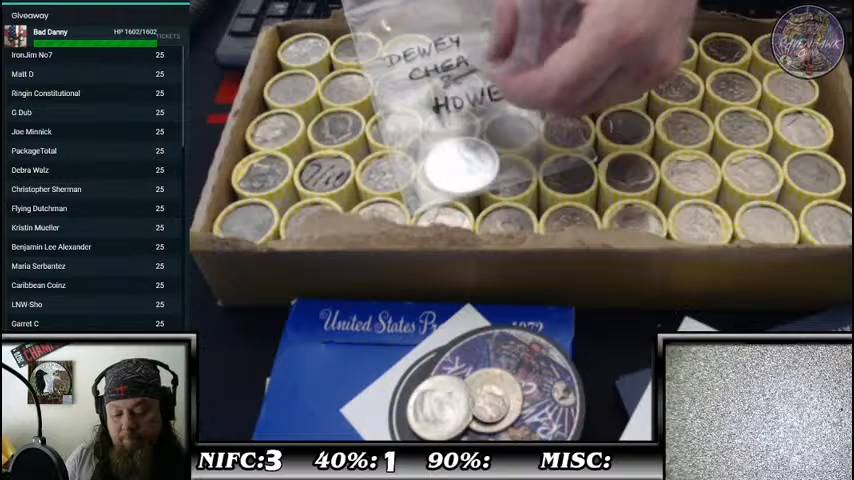 Giveaway
Bad Danny HP 1602/1602
TICKETS
IronJim No7 25
Matt D 25
Ringin Constitutional 25
G Dub 25
Joe Minnick 25
PackageTotal 25
Debra Walz 25
Christopher Sherman 25
Flying Dutchman 25
Kristin Mueller 25
Benjamin Lee Alexander 25
Maria Serbantez 25
Caribbean Coinz 25
LNW-Sho 25
Garret C 25
DEWEY
CHEA
&
HOWE
United States Pr 1972
NIFC:3 40%:1 90%: MISC: